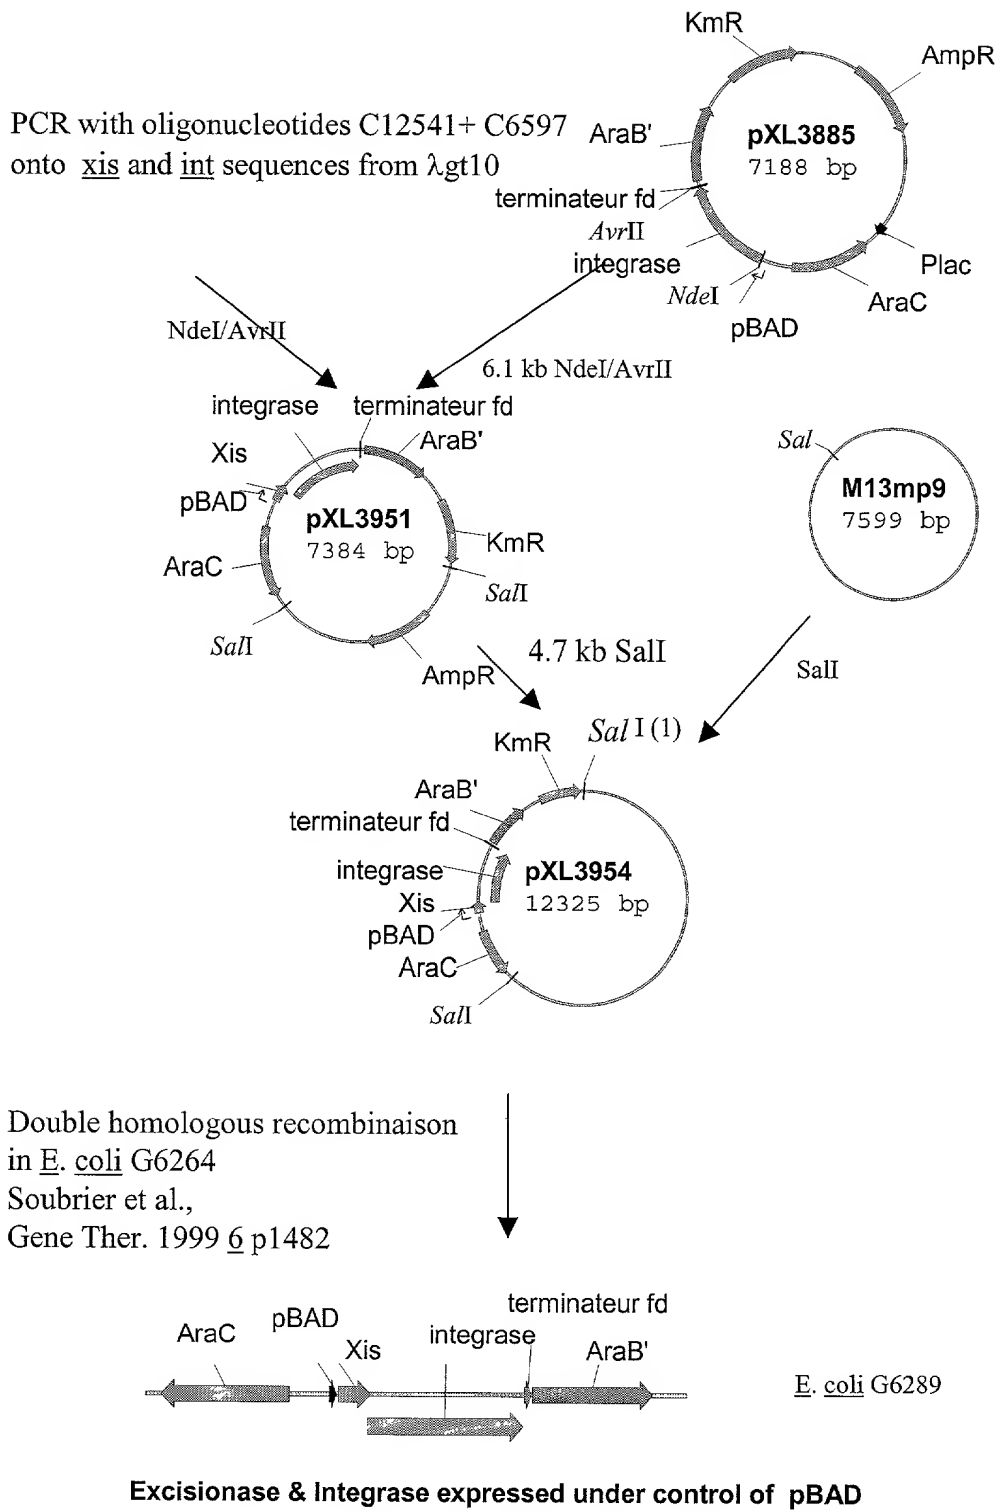 KmR
AmpR
PCR with oligonucleotides C12541+ C6597
onto xis and int sequences from λgt10
AraB'
pXL3885
7188 bp
terminateur fd
AvrII
integrase
NdeI
pBAD
Plac
AraC
NdeI/AvrII
6.1 kb NdeI/AvrII
integrase
terminateur fd
AraB'
Xis
pBAD
pXL3951
7384 bp
KmR
AraC
SalI
SalI
AmpR
Sal
M13mp9
7599 bp
4.7 kb SalI
SalI
KmR
Sal I (1)
AraB'
terminateur fd
integrase
pXL3954
12325 bp
Xis
pBAD
AraC
SalI
Double homologous recombinaison
in E. coli G6264
Soubrier et al.,
Gene Ther. 1999 6 p1482
AraC
pBAD
Xis
integrase
terminateur fd
AraB'
E. coli G6289
Excisionase & Integrase expressed under control of pBAD